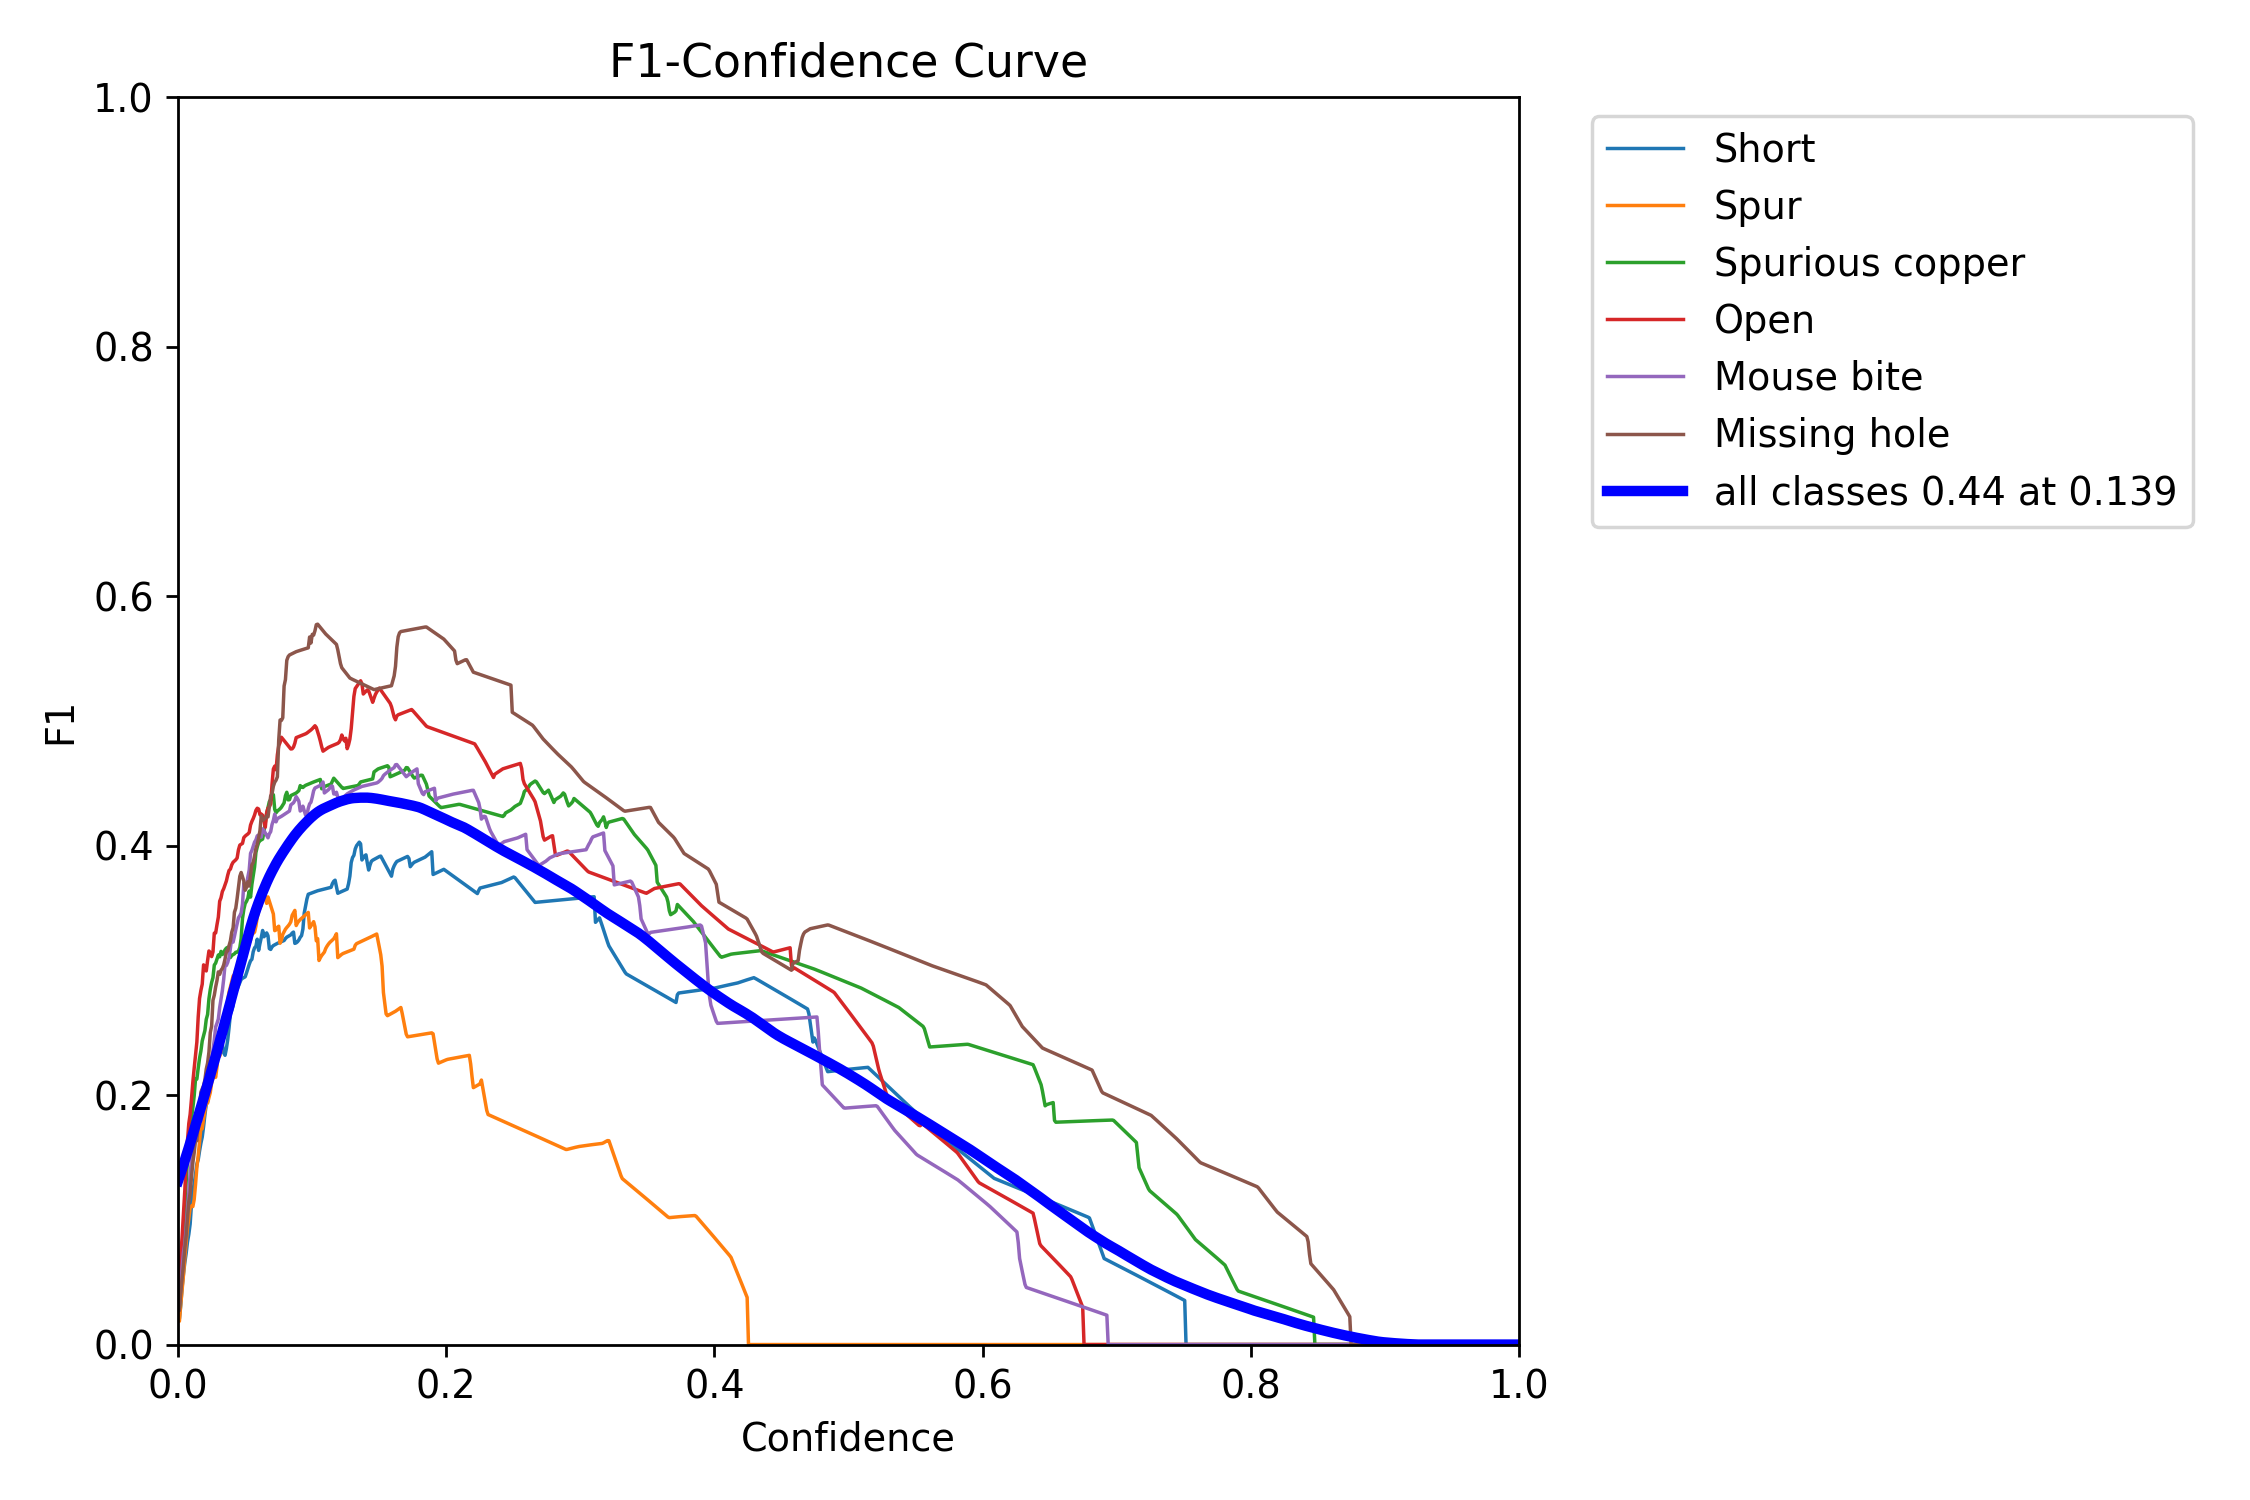 F1-Confidence Curve
1.0
0.8
0.6
0.4
0.2
0.0
F1
0.0 0.2 0.4 0.6 0.8 1.0
Confidence
Short
Spur
Spurious copper
Open
Mouse bite
Missing hole
all classes 0.44 at 0.139